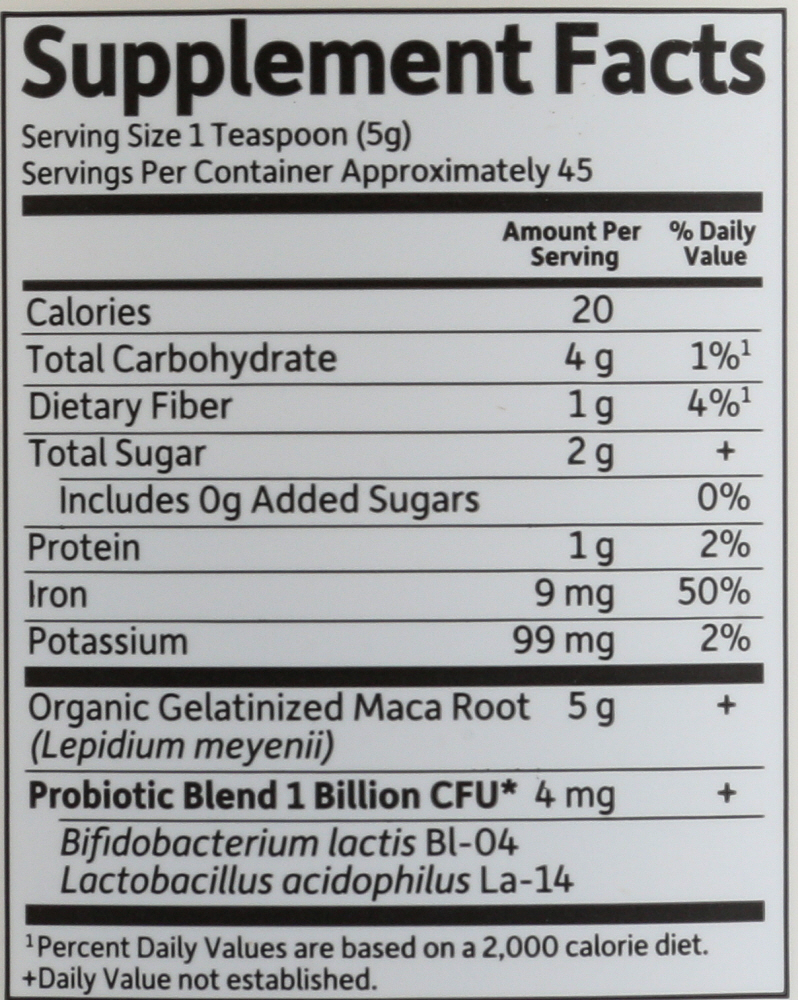 Supplement Facts
Serving Size 1 Teaspoon (5g)
Servings Per Container Approximately 45
Amount Per Serving % Daily Value
Calories 20
Total Carbohydrate 4 g 1%¹
Dietary Fiber 1 g 4%¹
Total Sugar 2 g +
Includes 0g Added Sugars 0%
Protein 1 g 2%
Iron 9 mg 50%
Potassium 99 mg 2%
Organic Gelatinized Maca Root 5 g +
(Lepidium meyenii)
Probiotic Blend 1 Billion CFU* 4 mg +
Bifidobacterium lactis Bl-04
Lactobacillus acidophilus La-14
¹Percent Daily Values are based on a 2,000 calorie diet.
+Daily Value not established.